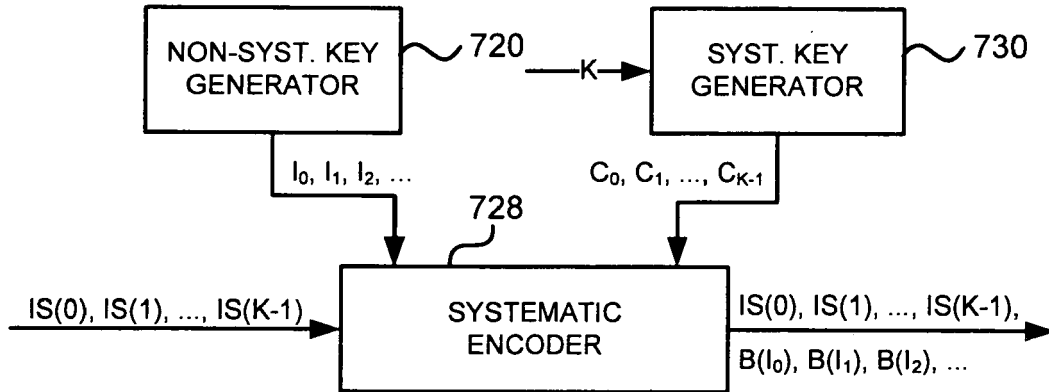 NON-SYST. KEY
GENERATOR
720
K
SYST. KEY
GENERATOR
730
I₀, I₁, I₂, ...
C₀, C₁, ..., C_{K-1}
728
IS(0), IS(1), ..., IS(K-1)
SYSTEMATIC
ENCODER
IS(0), IS(1), ..., IS(K-1),
B(I₀), B(I₁), B(I₂), ...